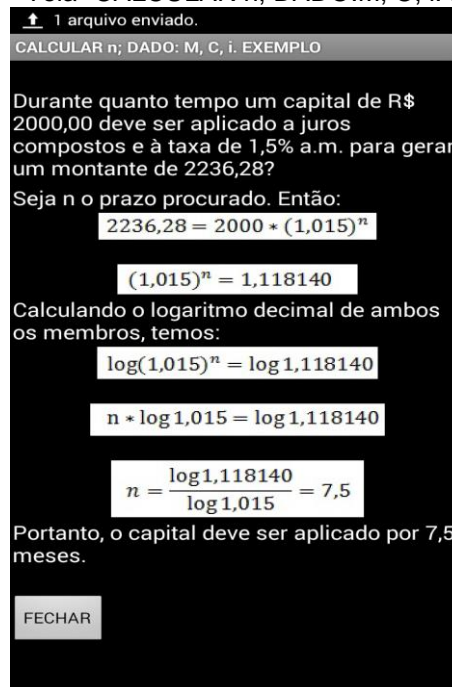 1 arquivo enviado.
CALCULAR n; DADO: M, C, i. EXEMPLO
Durante quanto tempo um capital de R$
2000,00 deve ser aplicado a juros
compostos e à taxa de 1,5% a.m. para gerar
um montante de 2236,28?
Seja n o prazo procurado. Então:
2236,28 = 2000 ∗ (1,015)ⁿ
(1,015)ⁿ = 1,118140
Calculando o logaritmo decimal de ambos
os membros, temos:
log(1,015)ⁿ = log 1,118140
n ∗ log 1,015 = log 1,118140
n = log 1,118140 / log 1,015 = 7,5
Portanto, o capital deve ser aplicado por 7,5
meses.
FECHAR